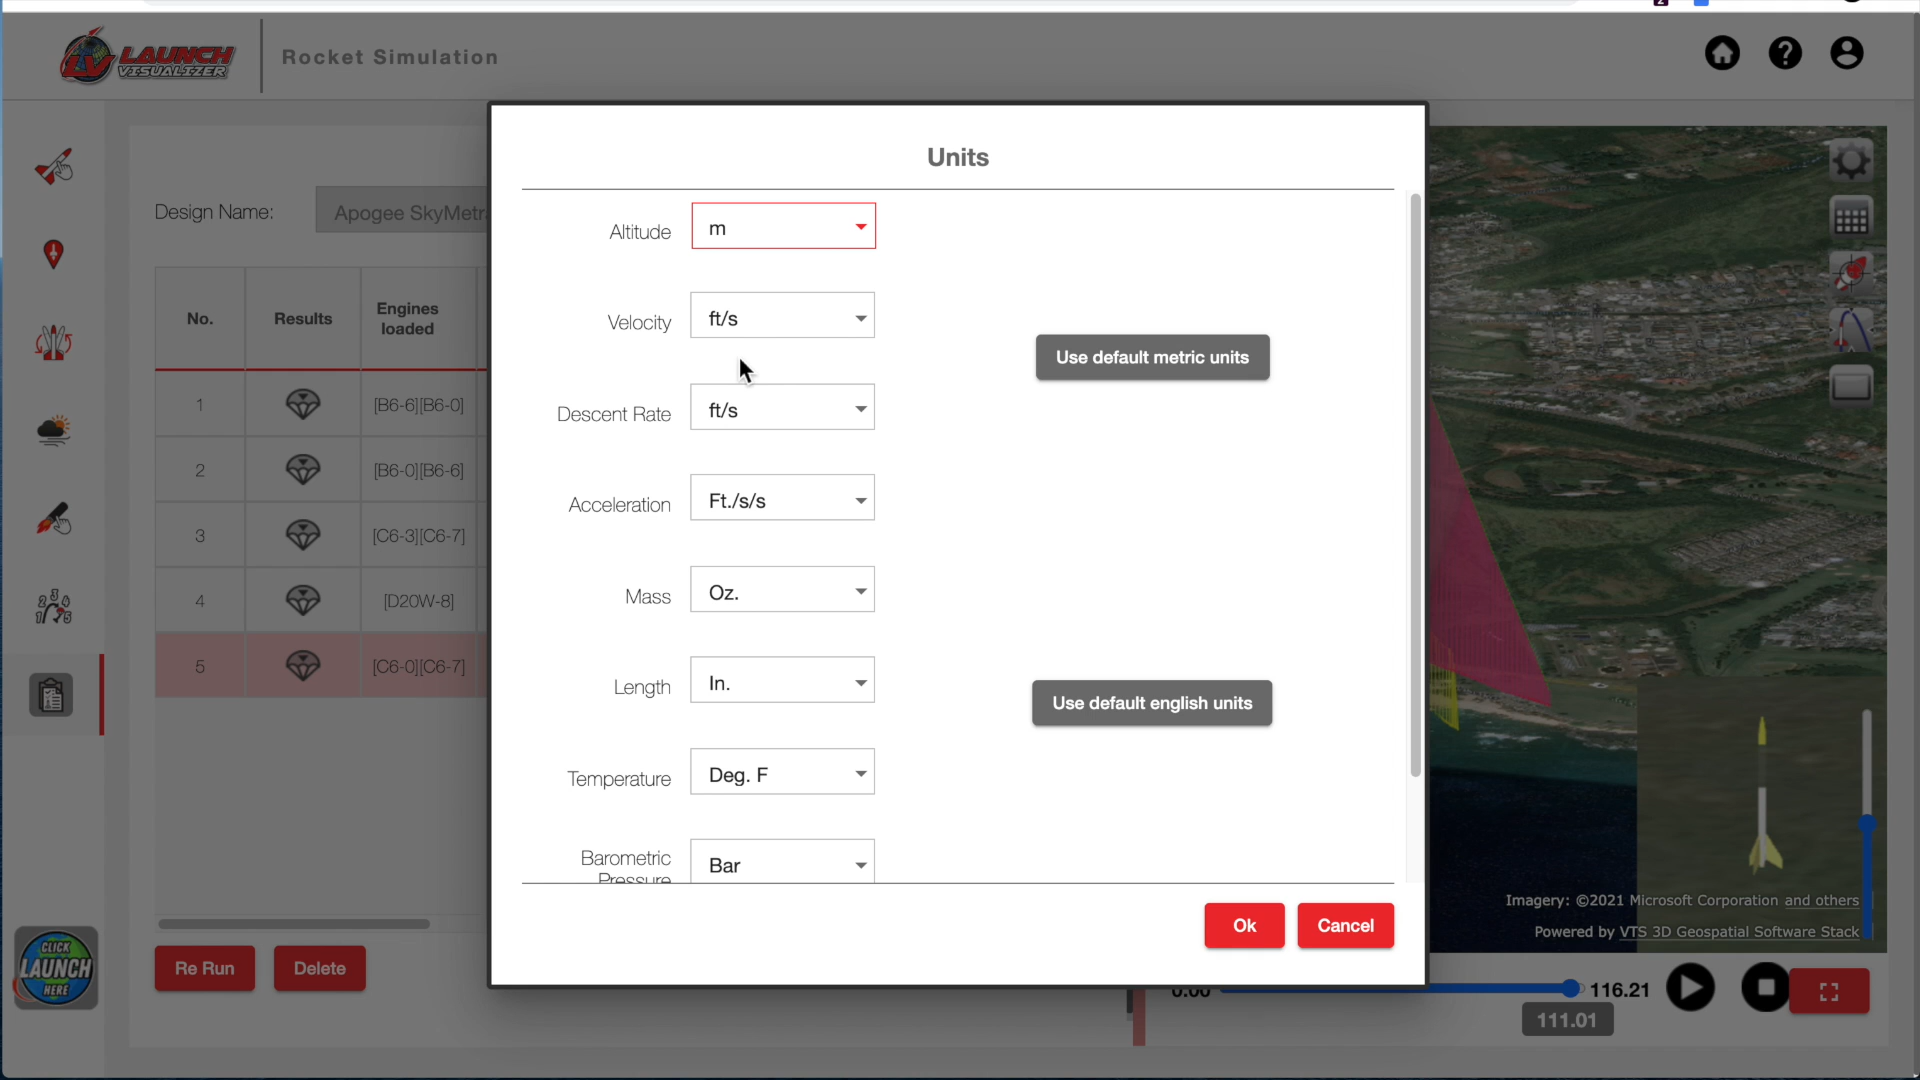 LAUNCH
VISUALIZER
Rocket Simulation
Design Name:
Apogee SkyMetr
No.
Results
Engines
loaded
1
[B6-6][B6-0]
2
[B6-0][B6-6]
3
[C6-3][C6-7]
4
[D20W-8]
5
[C6-0][C6-7]
CLICK
LAUNCH
HERE
Re Run
Delete
Units
Altitude
m
Velocity
ft/s
Descent Rate
ft/s
Acceleration
Ft./s/s
Mass
Oz.
Length
In.
Temperature
Deg. F
Barometric
Pressure
Bar
Use default metric units
Use default english units
Ok
Cancel
Imagery: ©2021 Microsoft Corporation and others
Powered by VTS 3D Geospatial Software Stack
0.00
116.21
111.01